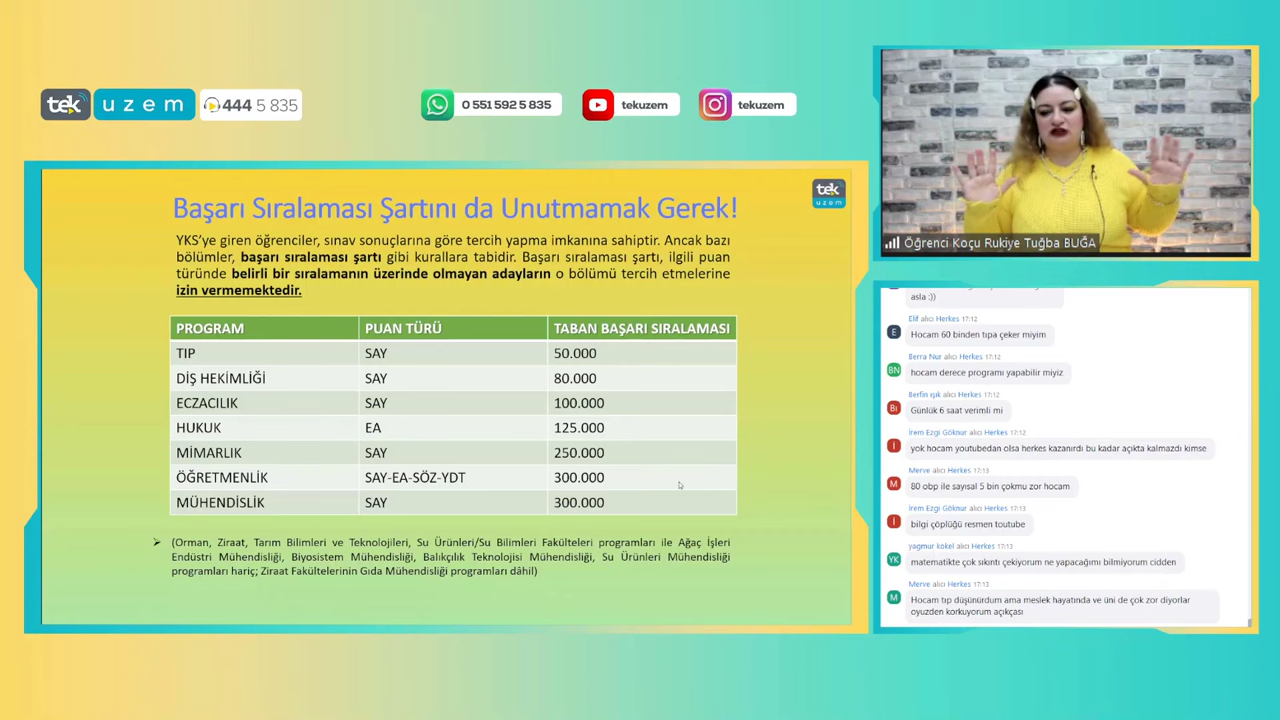 tek uzem 444 5 835
0 551 592 5 835
tekuzem
tekuzem
tek uzem
Başarı Sıralaması Şartını da Unutmamak Gerek!
YKS'ye giren öğrenciler, sınav sonuçlarına göre tercih yapma imkanına sahiptir. Ancak bazı
bölümler, başarı sıralaması şartı gibi kurallara tabidir. Başarı sıralaması şartı, ilgili puan
türünde belirli bir sıralamanın üzerinde olmayan adayların o bölümü tercih etmelerine
izin vermemektedir.
PROGRAM PUAN TÜRÜ TABAN BAŞARI SIRALAMASI
TIP SAY 50.000
DİŞ HEKİMLİĞİ SAY 80.000
ECZACILIK SAY 100.000
HUKUK EA 125.000
MİMARLIK SAY 250.000
ÖĞRETMENLİK SAY-EA-SÖZ-YDT 300.000
MÜHENDİSLİK SAY 300.000
(Orman, Ziraat, Tarım Bilimleri ve Teknolojileri, Su Ürünleri/Su Bilimleri Fakülteleri programları ile Ağaç İşleri
Endüstri Mühendisliği, Biyosistem Mühendisliği, Balıkçılık Teknolojisi Mühendisliği, Su Ürünleri Mühendisliği
programları hariç; Ziraat Fakültelerinin Gıda Mühendisliği programları dâhil)
Öğrenci Koçu Rukiye Tuğba BUĞA
asla :))
Elif alıcı Herkes 17:12
E
Hocam 60 binden tıpa çeker miyim
Berra Nur alıcı Herkes 17:12
BN
hocam derece programı yapabilir miyiz
Berfin ışık alıcı Herkes 17:12
BI
Günlük 6 saat verimli mi
İrem Ezgi Göknur alıcı Herkes 17:12
İ
yok hocam youtubedan olsa herkes kazanırdı bu kadar açıkta kalmazdı kimse
Merve alıcı Herkes 17:13
M
80 obp ile sayısal 5 bin çokmu zor hocam
İrem Ezgi Göknur alıcı Herkes 17:13
İ
bilgi çöplüğü resmen toutube
yagmur kokel alıcı Herkes 17:13
YK
matematikte çok sıkıntı çekiyorum ne yapacağımı bilmiyorum cidden
Merve alıcı Herkes 17:13
M
Hocam tıp düşünürdum ama meslek hayatında ve üni de çok zor diyorlar
oyuzden korkuyorum açıkçası